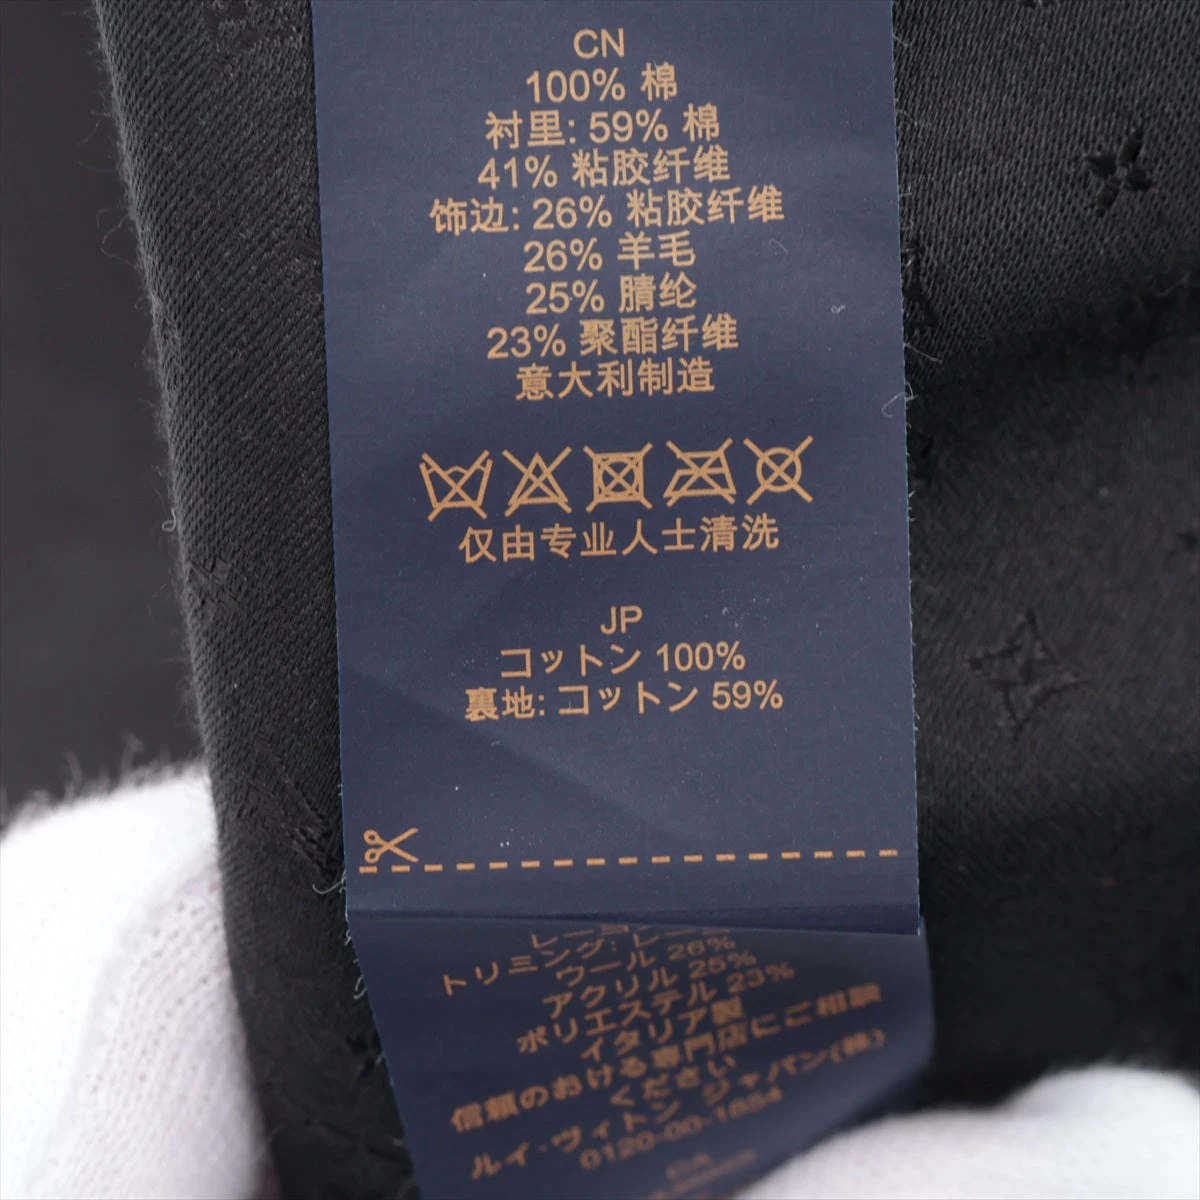 CN
100% 棉
衬里: 59% 棉
41% 粘胶纤维
饰边: 26% 粘胶纤维
26% 羊毛
25% 腈纶
23% 聚酯纤维
意大利制造
仅由专业人士清洗
JP
コットン 100%
裏地: コットン 59%
トリミング:
ウール 26%
アクリル 25%
ポリエステル 23%
イタリア製
信頼のおける専門店にご相談
ください
ルイ・ヴィトン ジャパン(株)
0120-00-1854
CA